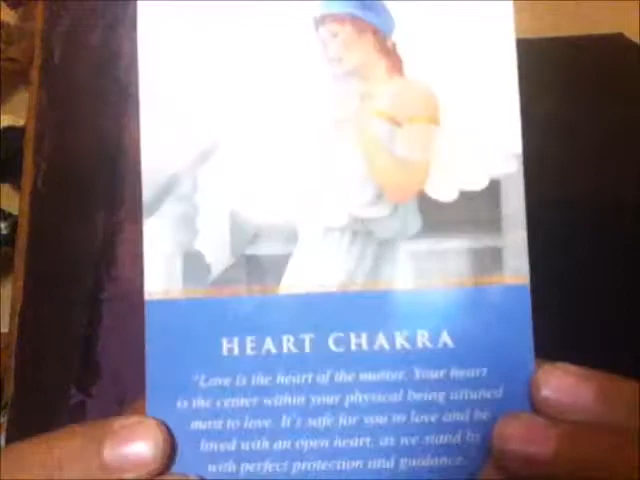 HEART CHAKRA
"Love is the heart of the matter. Your heart
is the center within your physical being attuned
most to love. It's safe for you to love and be
loved with an open heart, as we stand by
with perfect protection and guidance.